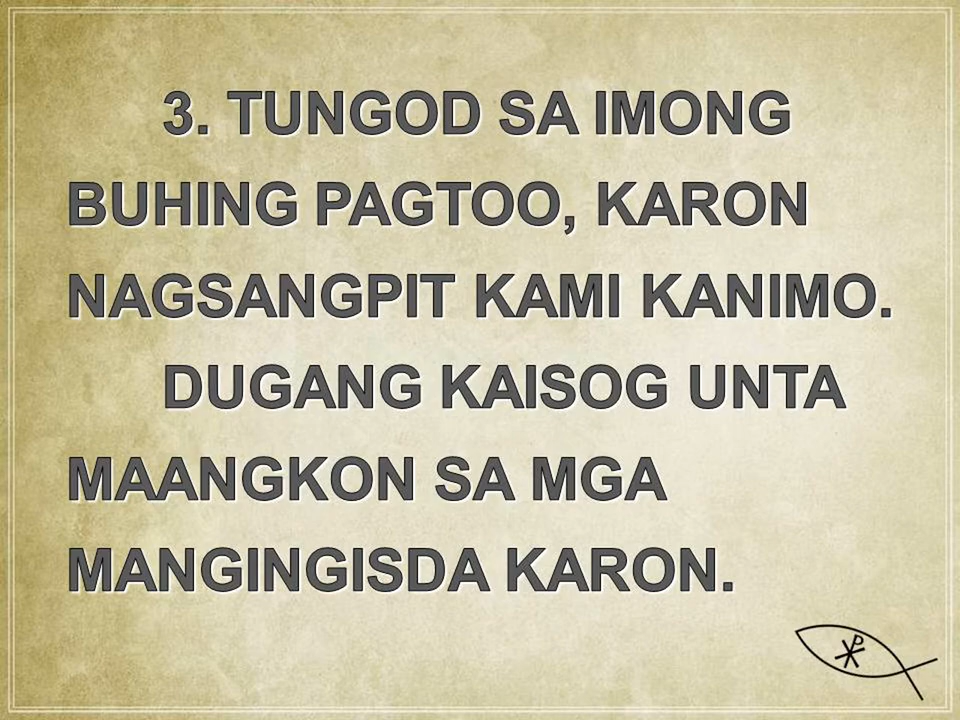 3. TUNGOD SA IMONG
BUHING PAGTOO, KARON
NAGSANGPIT KAMI KANIMO.
DUGANG KAISOG UNTA
MAANGKON SA MGA
MANGINGISDA KARON.